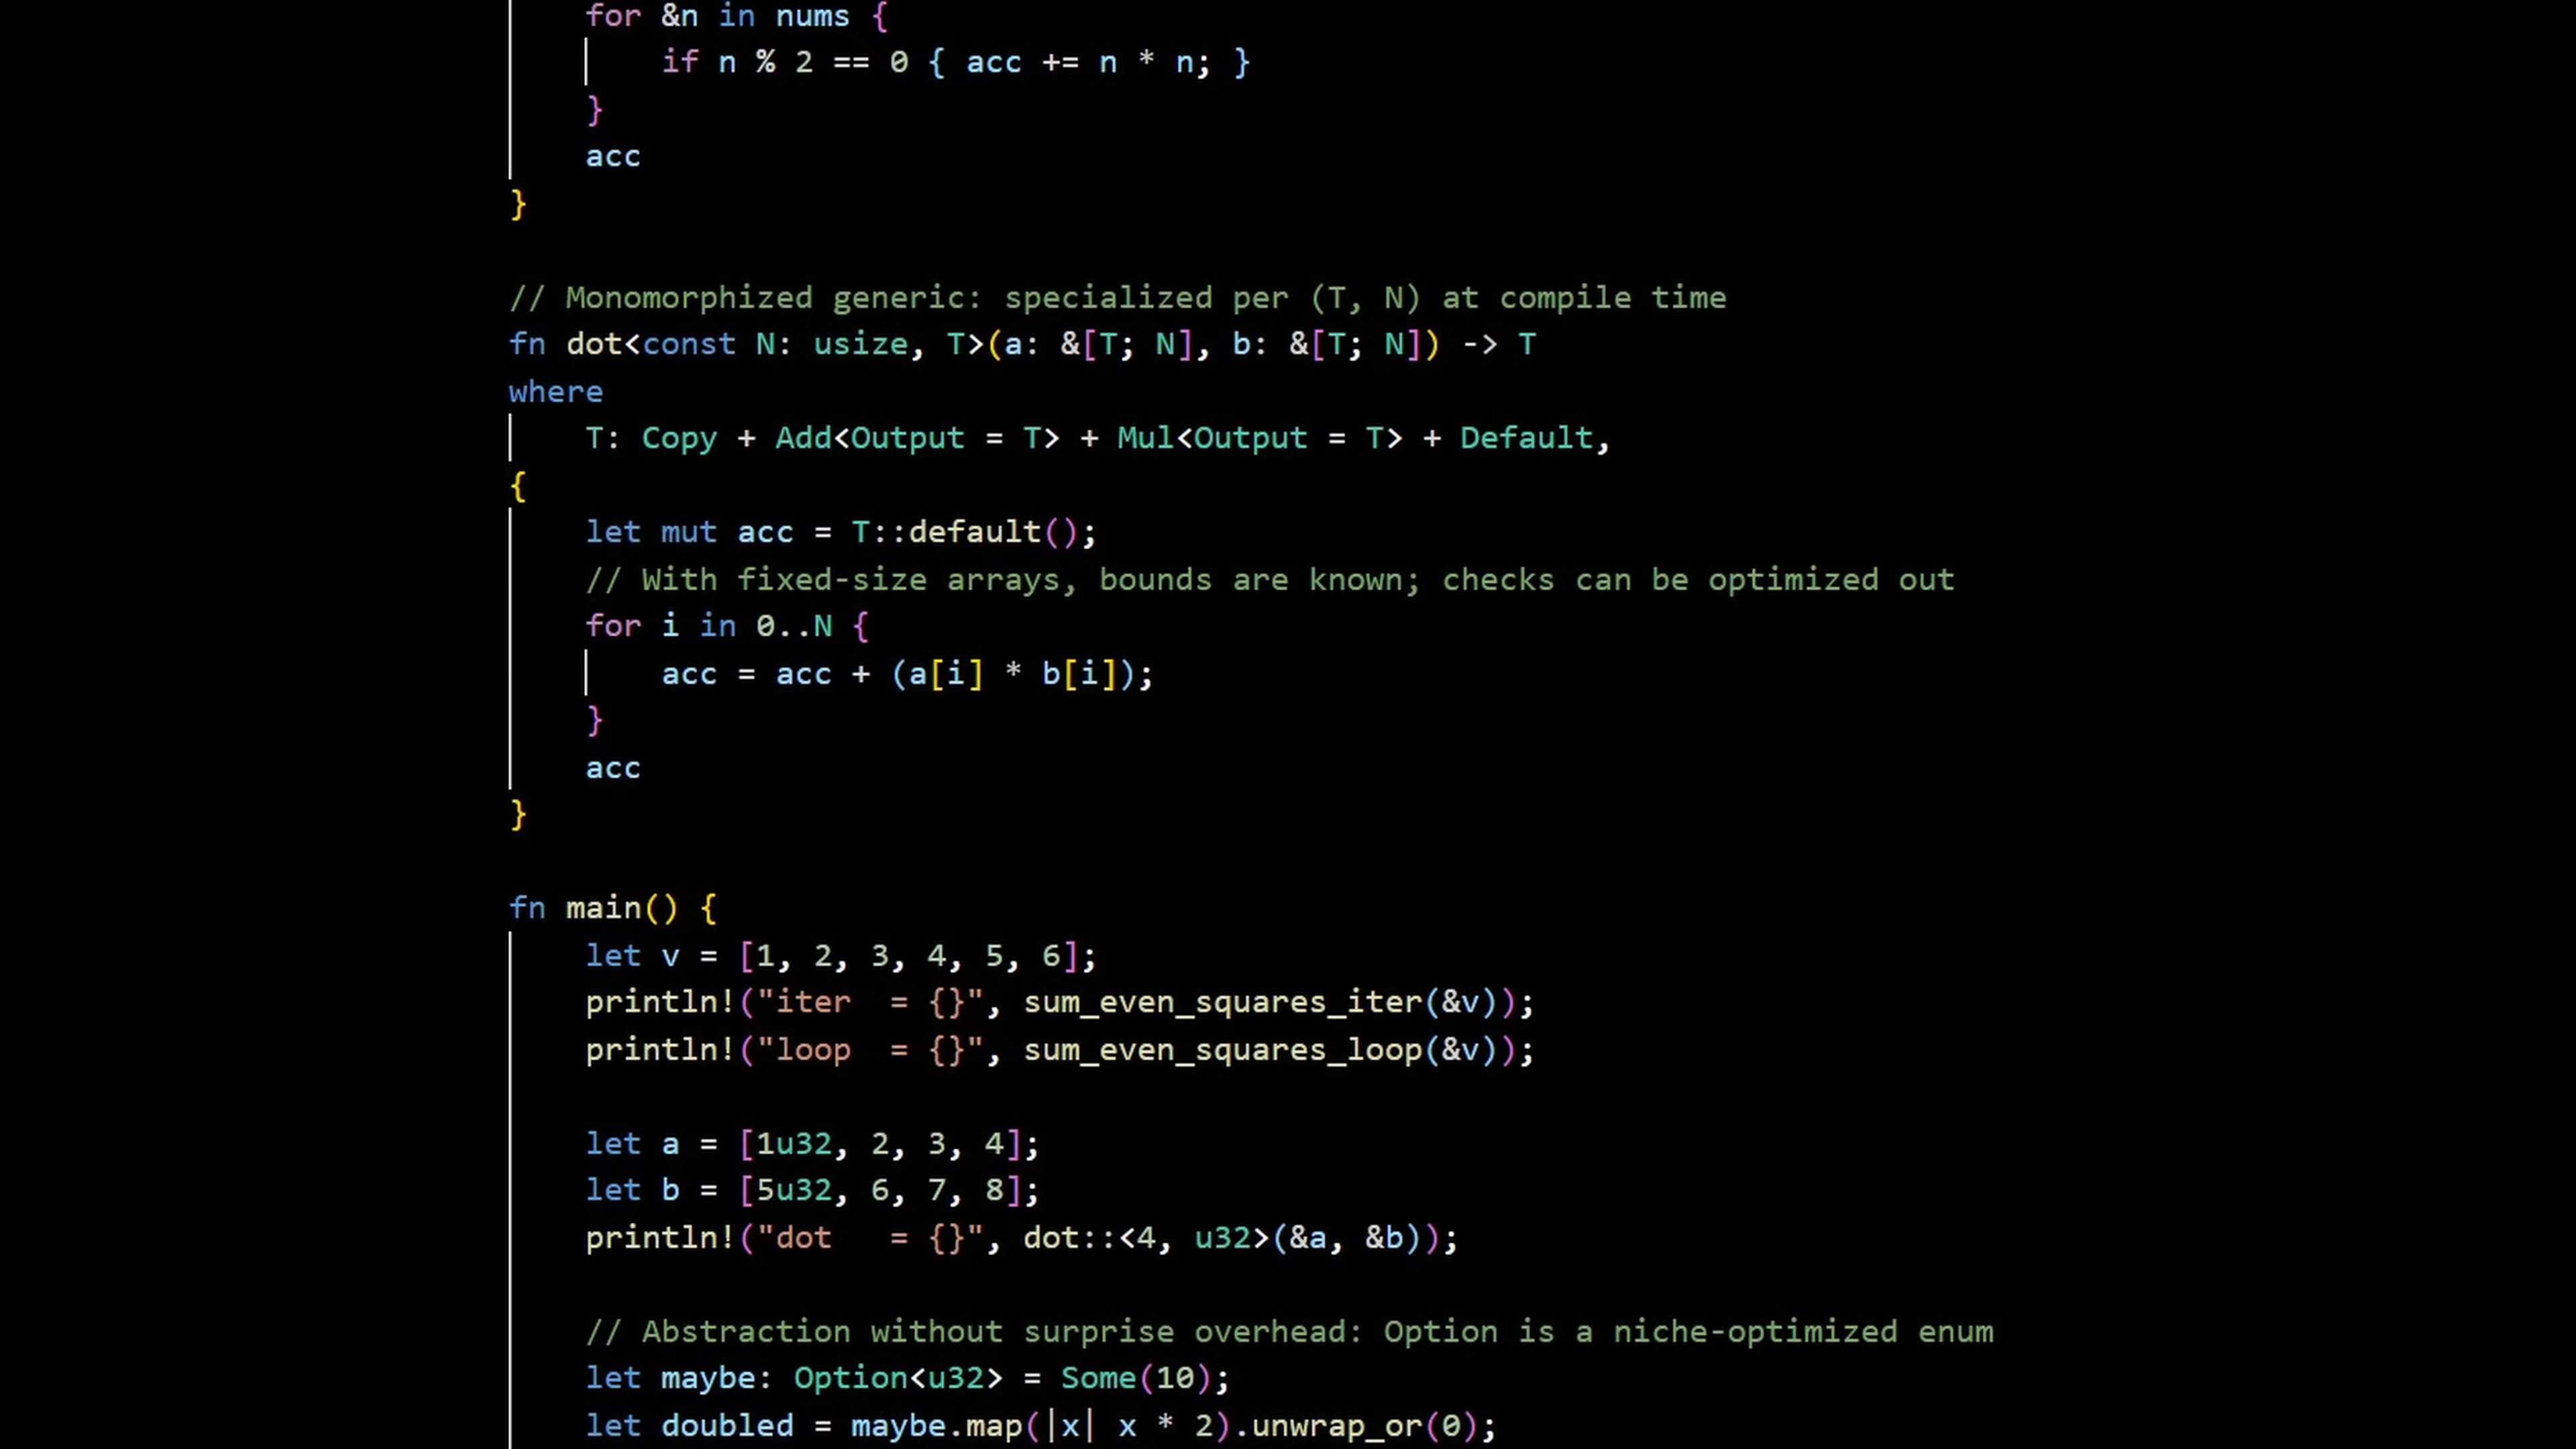 for &n in nums {
if n % 2 == 0 { acc += n * n; }
}
acc
}
// Monomorphized generic: specialized per (T, N) at compile time
fn dot<const N: usize, T>(a: &[T; N], b: &[T; N]) -> T
where
T: Copy + Add<Output = T> + Mul<Output = T> + Default,
{
let mut acc = T::default();
// With fixed-size arrays, bounds are known; checks can be optimized out
for i in 0..N {
acc = acc + (a[i] * b[i]);
}
acc
}
fn main() {
let v = [1, 2, 3, 4, 5, 6];
println!("iter  = {}", sum_even_squares_iter(&v));
println!("loop  = {}", sum_even_squares_loop(&v));
let a = [1u32, 2, 3, 4];
let b = [5u32, 6, 7, 8];
println!("dot   = {}", dot::<4, u32>(&a, &b));
// Abstraction without surprise overhead: Option is a niche-optimized enum
let maybe: Option<u32> = Some(10);
let doubled = maybe.map(|x| x * 2).unwrap_or(0);